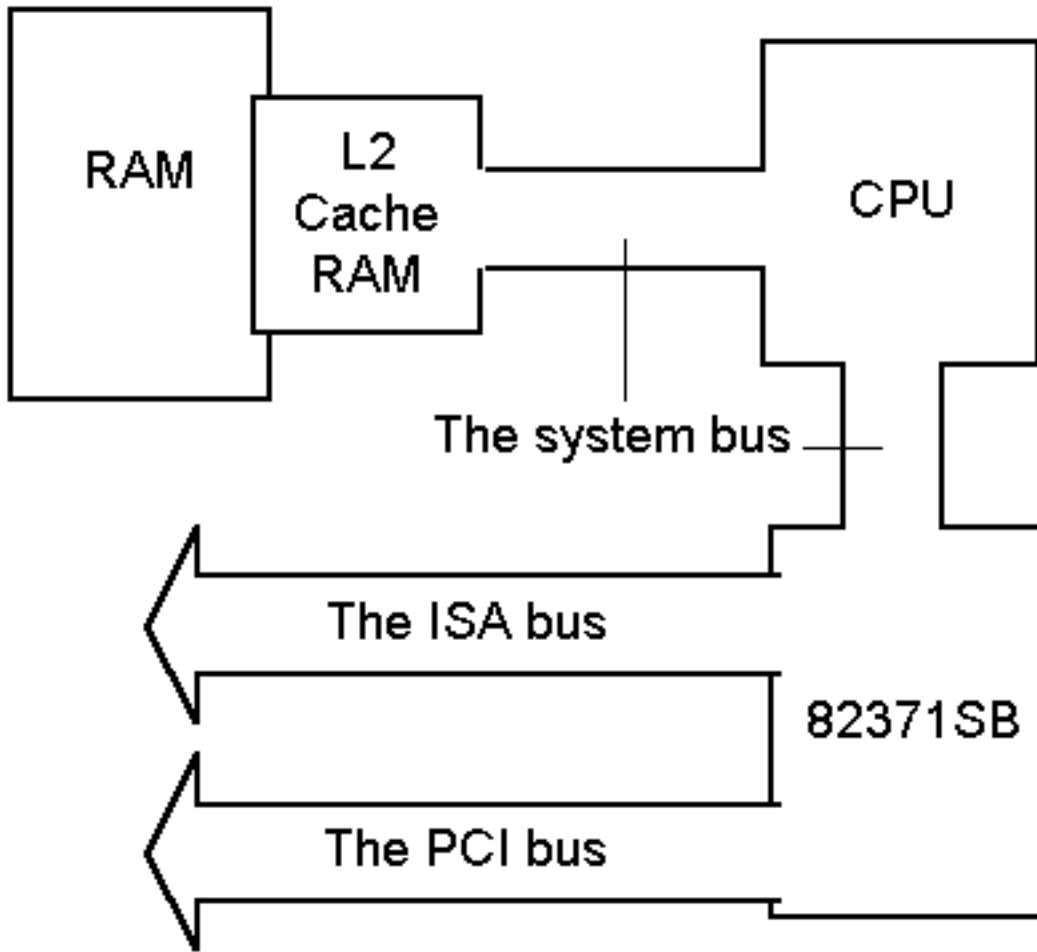 RAM
L2
Cache
RAM
CPU
The system bus
The ISA bus
82371SB
The PCI bus